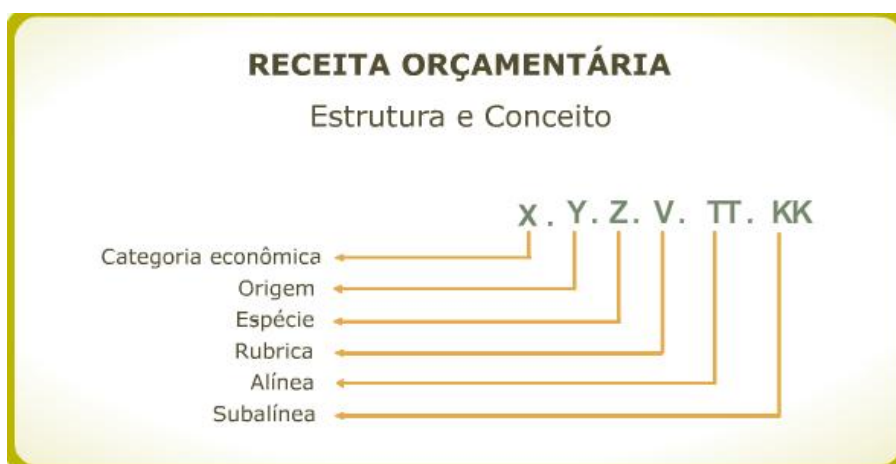 RECEITA ORÇAMENTÁRIA
Estrutura e Conceito
X . Y . Z . V . TT . KK
Categoria econômica
Origem
Espécie
Rubrica
Alínea
Subalínea